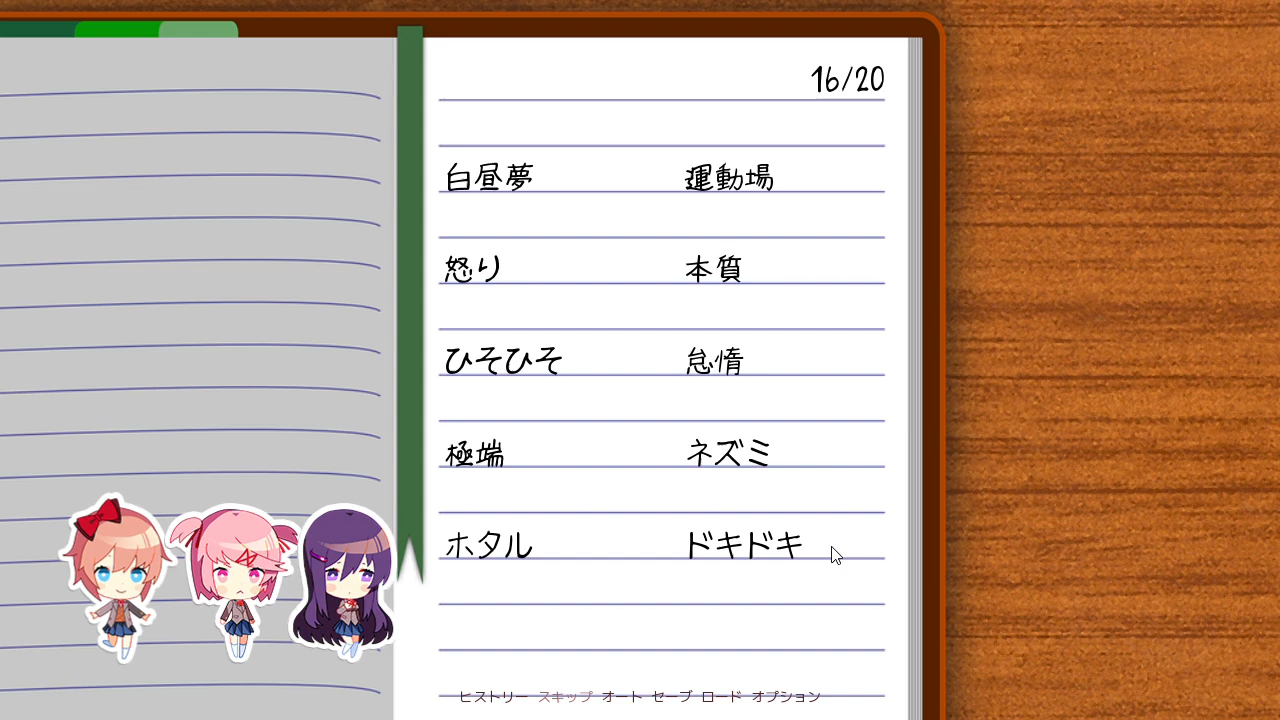 16/20
白昼夢 運動場
怒り 本質
ひそひそ 怠惰
極端 ネズミ
ホタル ドキドキ
ヒストリー スキップ オート セーブ ロード オプション